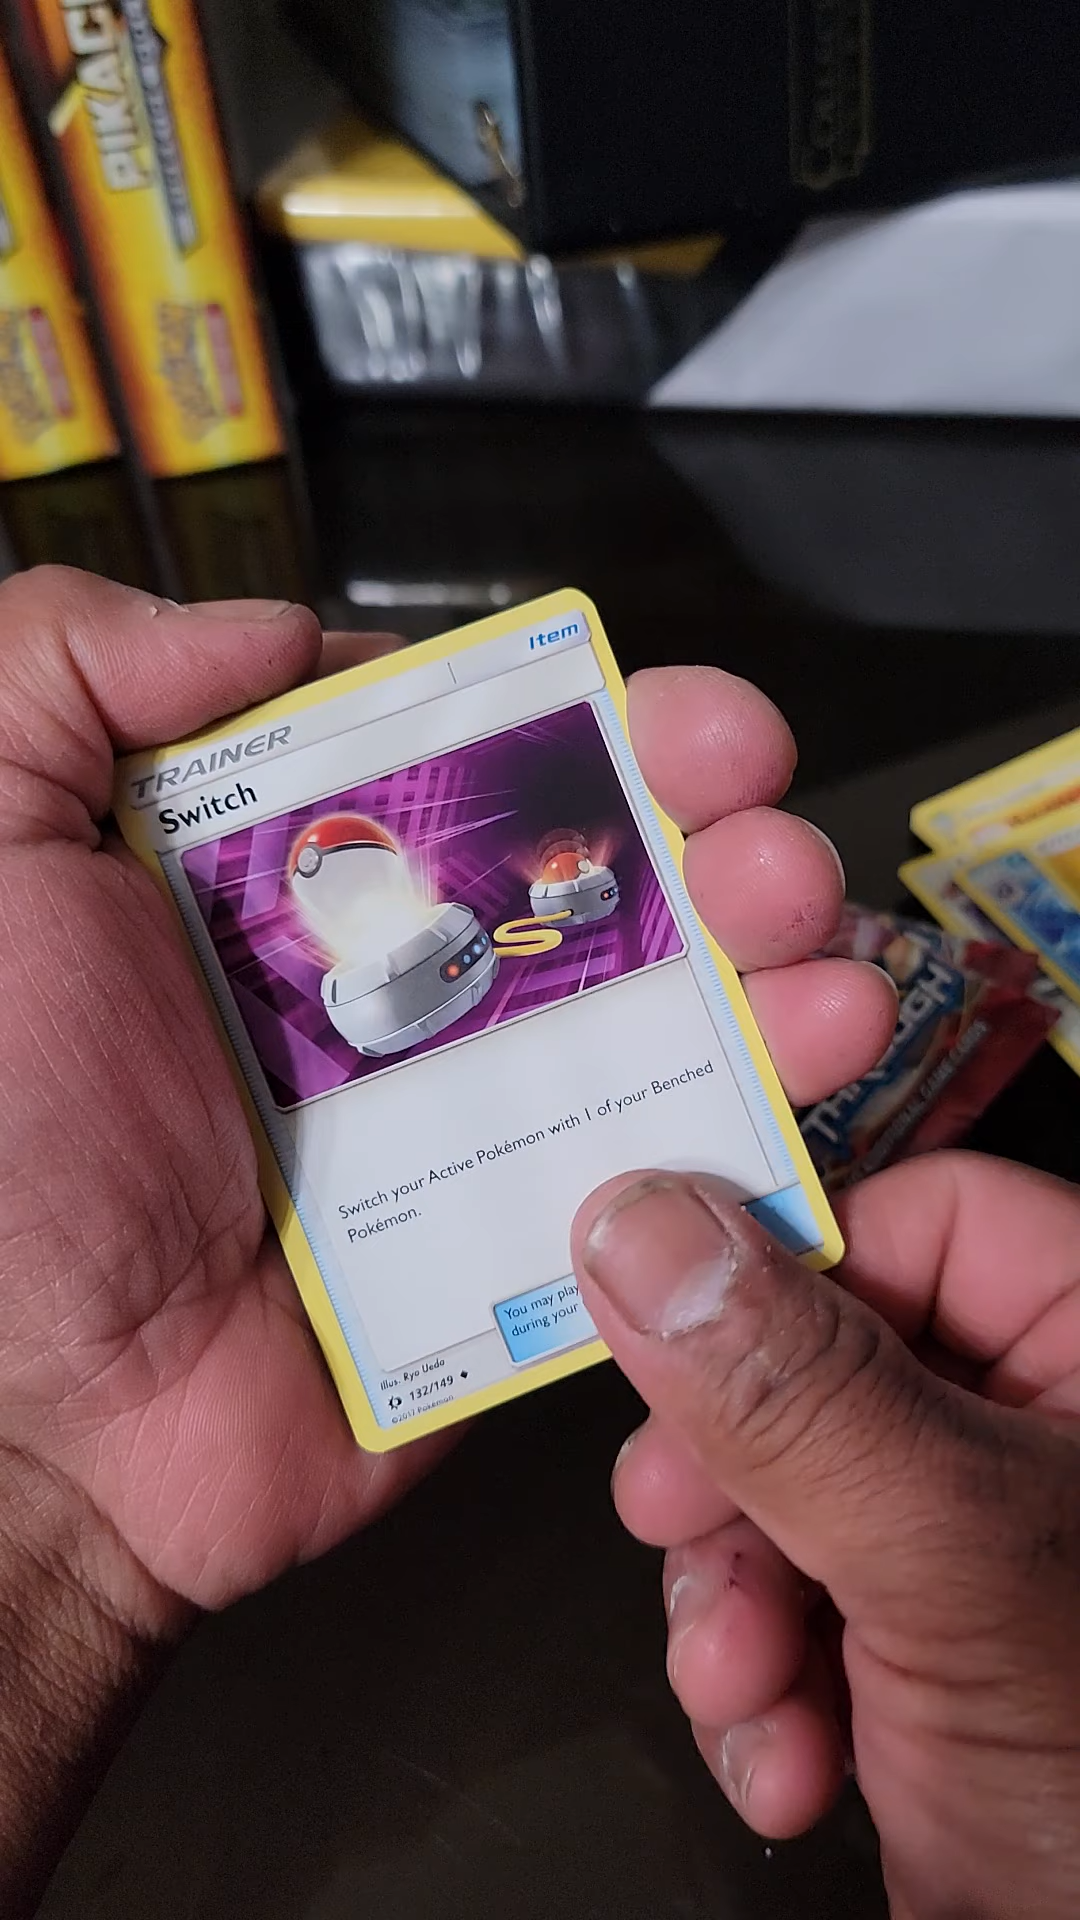 PIKAC
Item
TRAINER
Switch
Switch your Active Pokémon with 1 of your Benched
Pokémon.
You may play
during your
Illus. Ryo Ueda
132/149
©2017 Pokémon